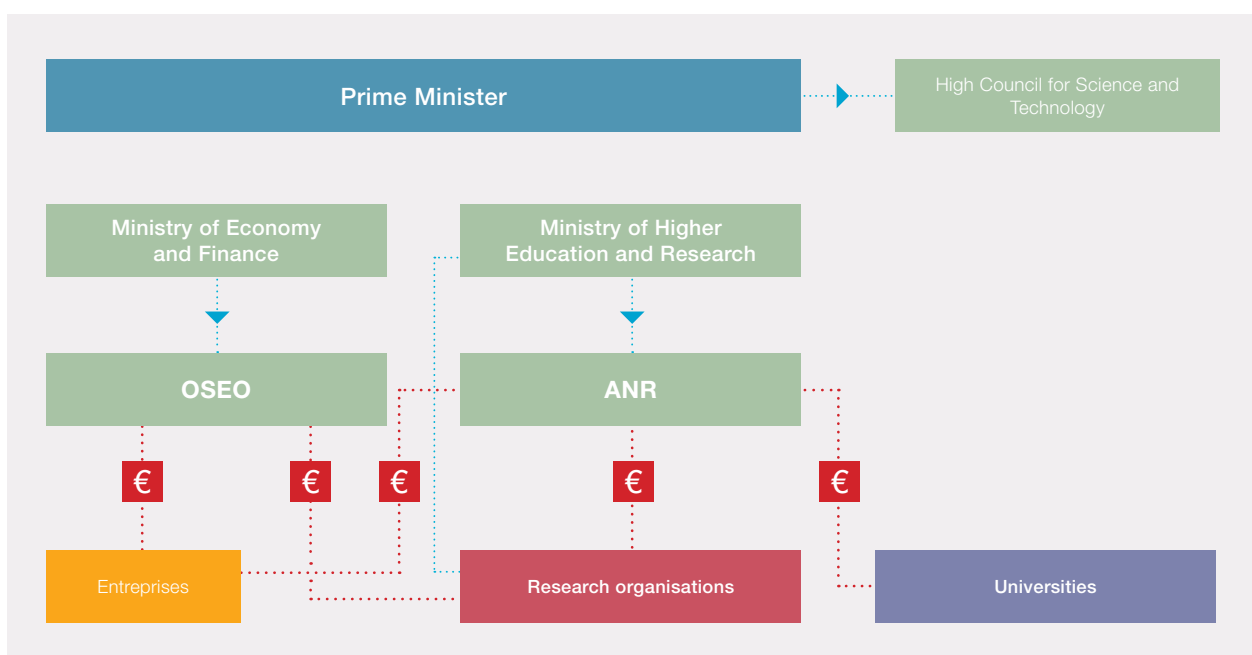 Prime Minister
High Council for Science and
Technology
Ministry of Economy
and Finance
Ministry of Higher
Education and Research
OSEO
ANR
€
€
€
€
€
Entreprises
Research organisations
Universities